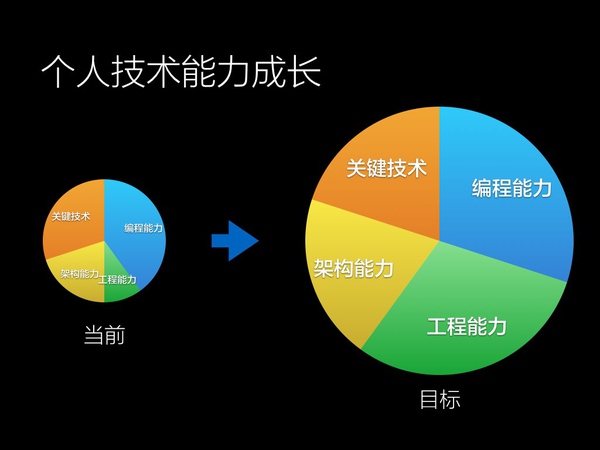 个人技术能力成长
关键技术
编程能力
架构能力
工程能力
当前
关键技术
编程能力
架构能力
工程能力
目标